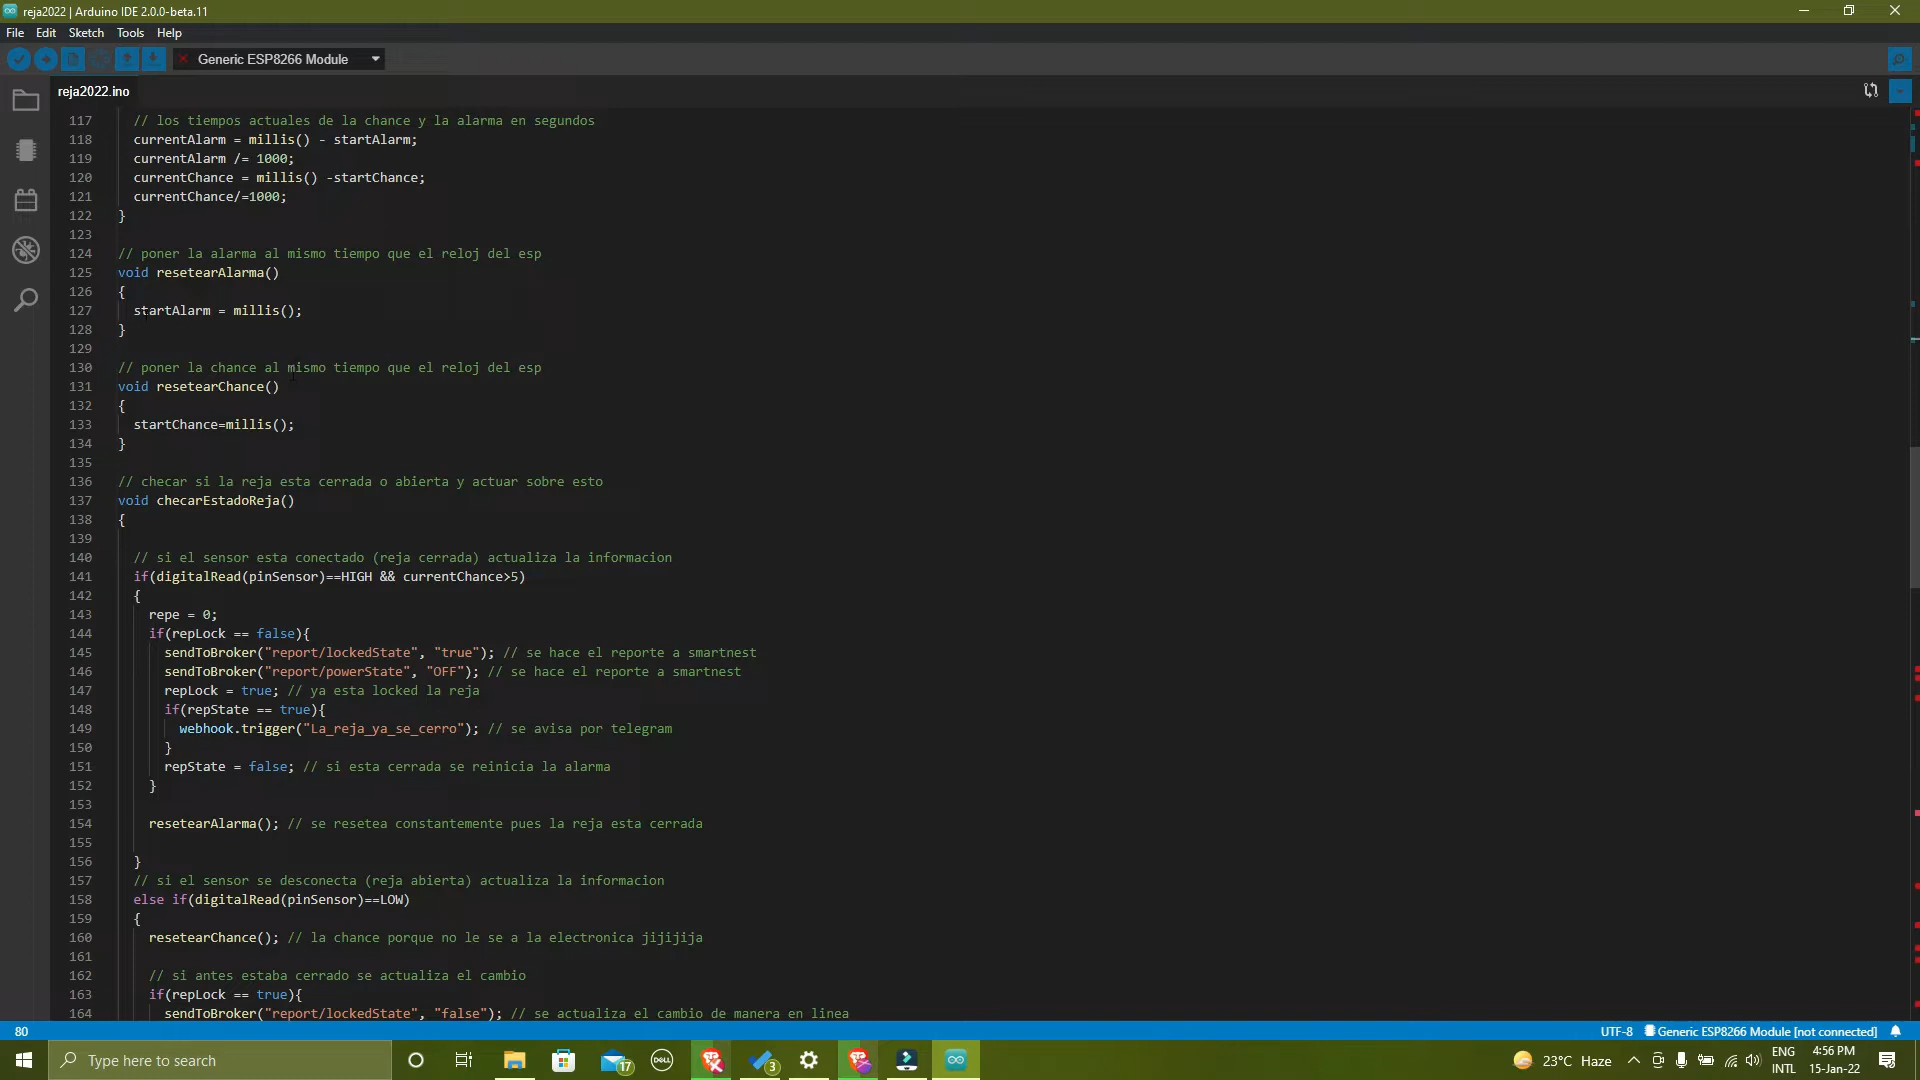 reja2022 | Arduino IDE 2.0.0-beta.11
File Edit Sketch Tools Help
Generic ESP8266 Module
reja2022.ino
117 // los tiempos actuales de la chance y la alarma en segundos
118 currentAlarm = millis() - startAlarm;
119 currentAlarm /= 1000;
120 currentChance = millis() -startChance;
121 currentChance/=1000;
122 }
123
124 // poner la alarma al mismo tiempo que el reloj del esp
125 void resetearAlarma()
126 {
127 startAlarm = millis();
128 }
129
130 // poner la chance al mismo tiempo que el reloj del esp
131 void resetearChance()
132 {
133 startChance=millis();
134 }
135
136 // checar si la reja esta cerrada o abierta y actuar sobre esto
137 void checarEstadoReja()
138 {
139
140 // si el sensor esta conectado (reja cerrada) actualiza la informacion
141 if(digitalRead(pinSensor)==HIGH && currentChance>5)
142 {
143 repe = 0;
144 if(repLock == false){
145 sendToBroker("report/lockedState", "true"); // se hace el reporte a smartnest
146 sendToBroker("report/powerState", "OFF"); // se hace el reporte a smartnest
147 repLock = true; // ya esta locked la reja
148 if(repState == true){
149 webhook.trigger("La_reja_ya_se_cerro"); // se avisa por telegram
150 }
151 repState = false; // si esta cerrada se reinicia la alarma
152 }
153
154 resetearAlarma(); // se resetea constantemente pues la reja esta cerrada
155
156 }
157 // si el sensor se desconecta (reja abierta) actualiza la informacion
158 else if(digitalRead(pinSensor)==LOW)
159 {
160 resetearChance(); // la chance porque no le se a la electronica jijijija
161
162 // si antes estaba cerrado se actualiza el cambio
163 if(repLock == true){
164 sendToBroker("report/lockedState", "false"); // se actualiza el cambio de manera en linea
80 UTF-8 Generic ESP8266 Module [not connected]
Type here to search
17
DELL
3
23°C Haze
ENG
INTL
4:56 PM
15-Jan-22